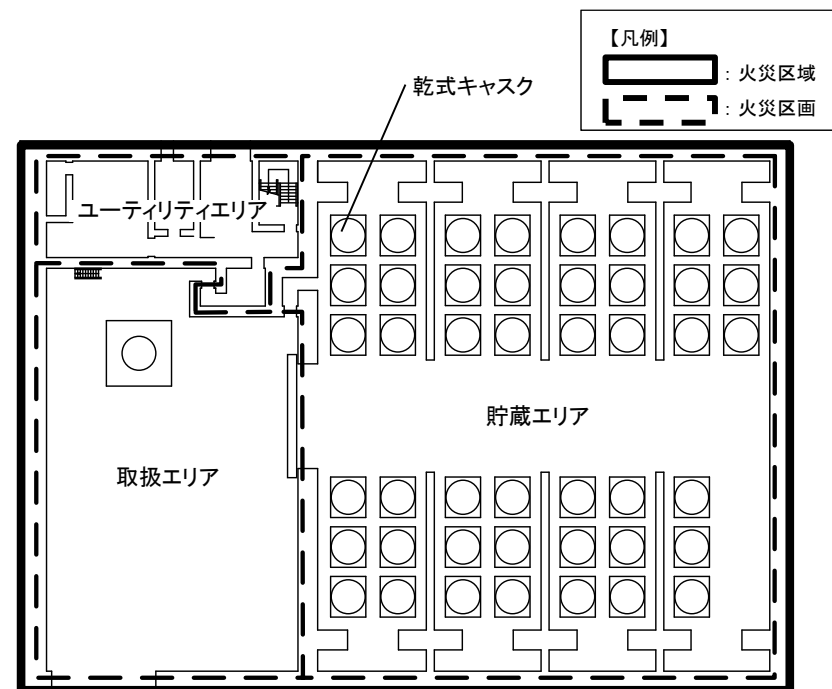 【凡例】
：火災区域
：火災区画
乾式キャスク
ユーティリティエリア
貯蔵エリア
取扱エリア